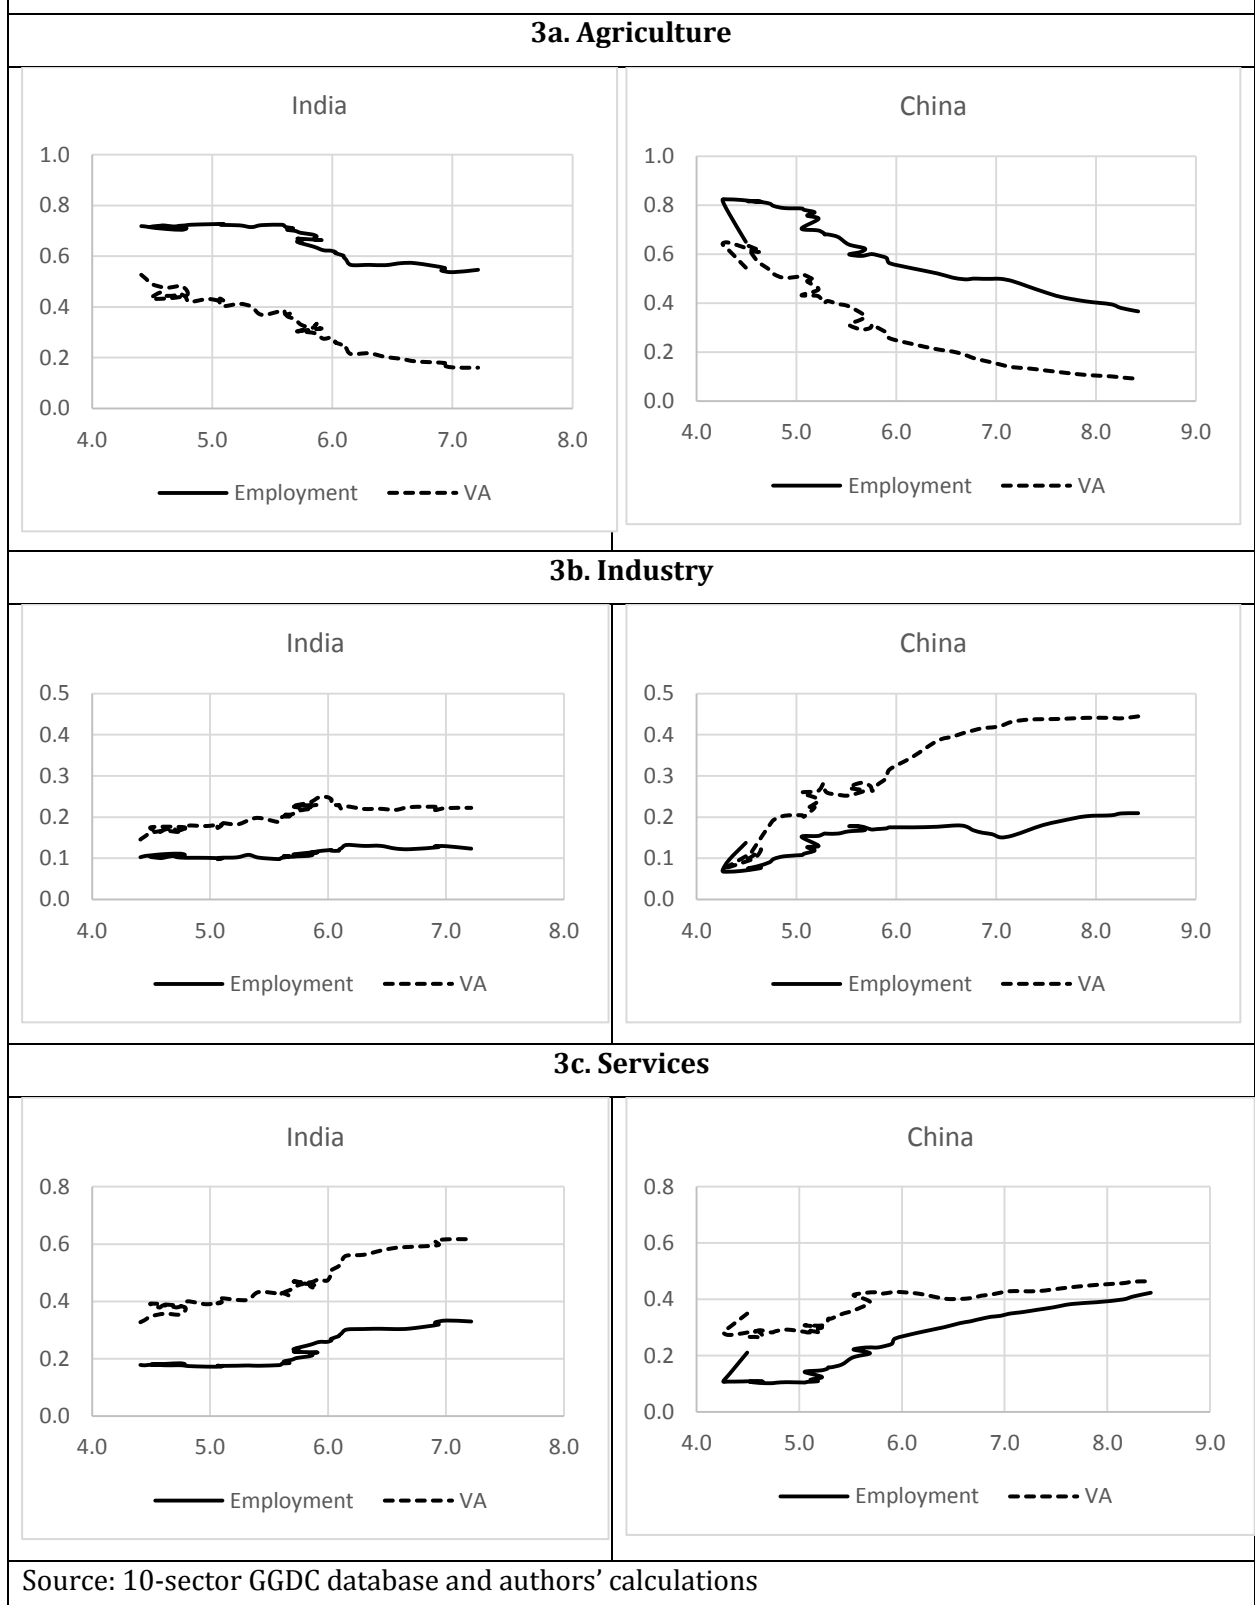 3a. Agriculture
India
1.0
0.8
0.6
0.4
0.2
0.0
4.0 5.0 6.0 7.0 8.0
Employment VA
China
1.0
0.8
0.6
0.4
0.2
0.0
4.0 5.0 6.0 7.0 8.0 9.0
Employment VA
3b. Industry
India
0.5
0.4
0.3
0.2
0.1
0.0
4.0 5.0 6.0 7.0 8.0
Employment VA
China
0.5
0.4
0.3
0.2
0.1
0.0
4.0 5.0 6.0 7.0 8.0 9.0
Employment VA
3c. Services
India
0.8
0.6
0.4
0.2
0.0
4.0 5.0 6.0 7.0 8.0
Employment VA
China
0.8
0.6
0.4
0.2
0.0
4.0 5.0 6.0 7.0 8.0 9.0
Employment VA
Source: 10-sector GGDC database and authors’ calculations